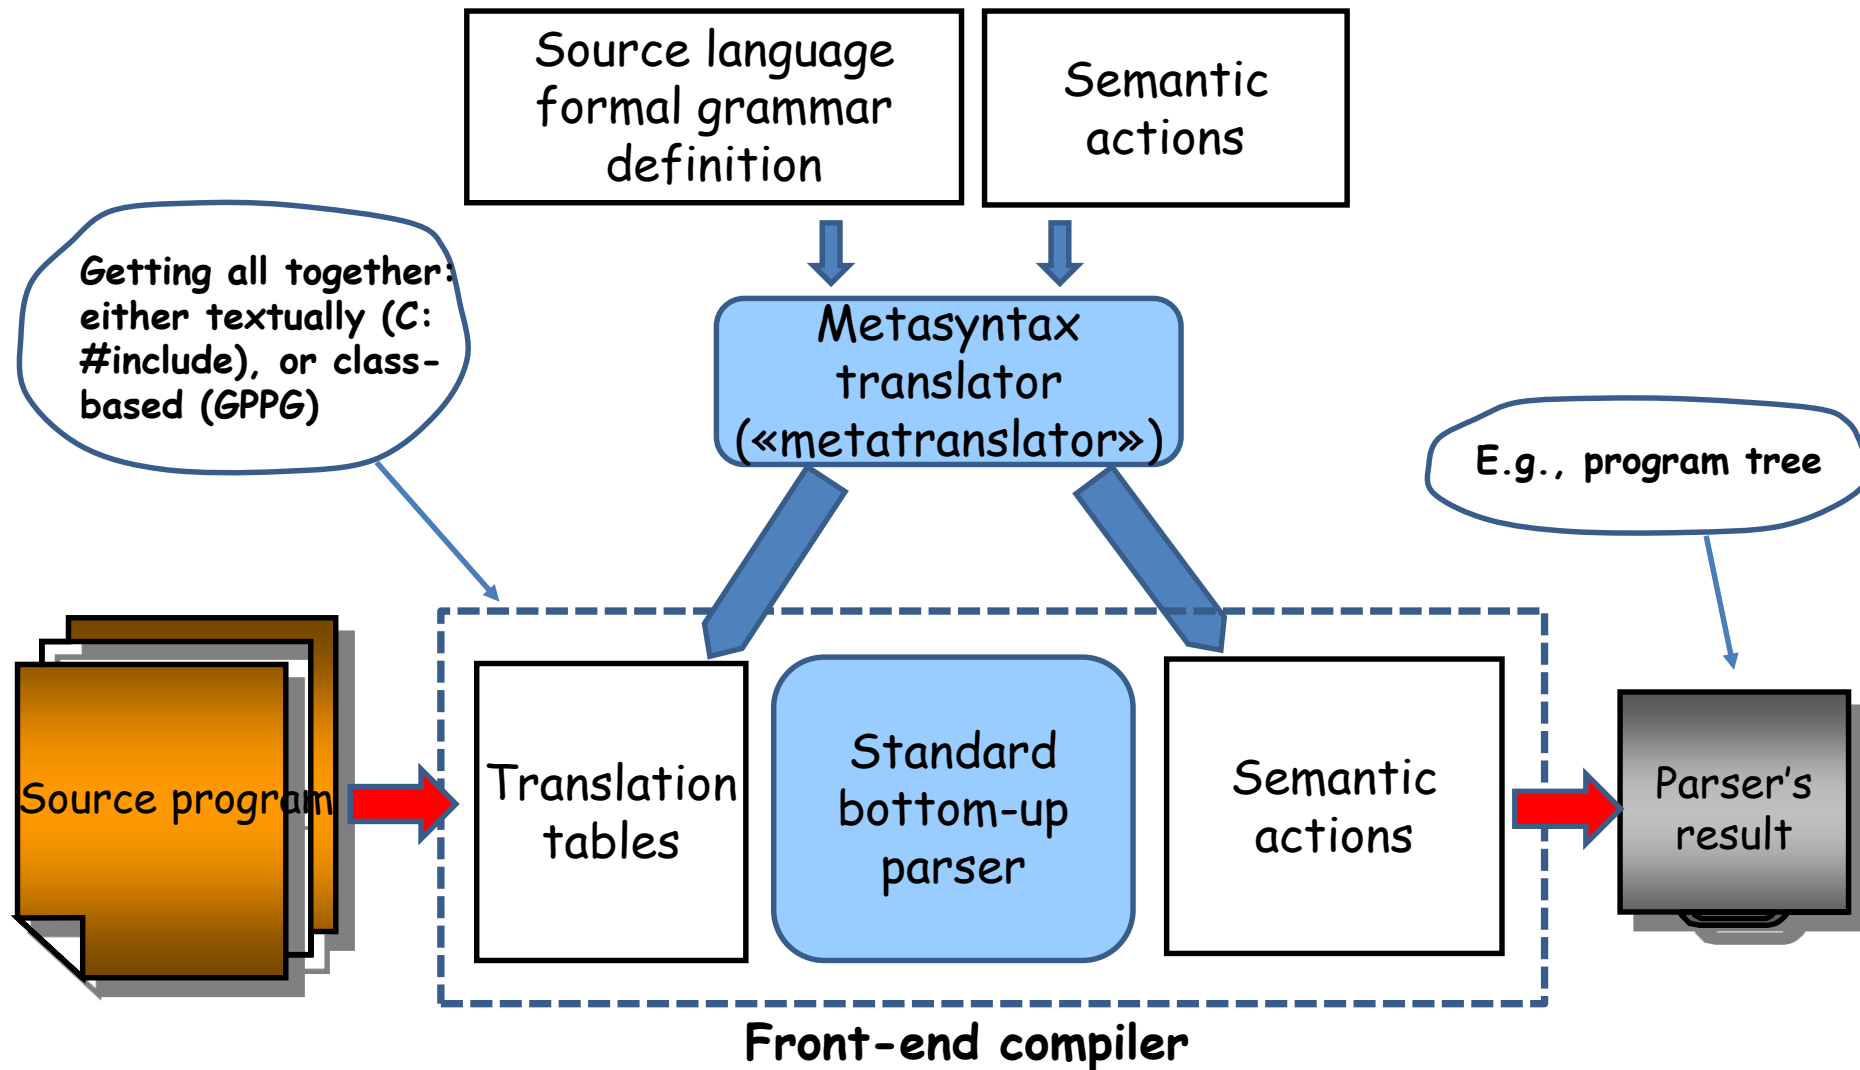 Source language
formal grammar
definition
Semantic
actions
Getting all together:
either textually (C:
#include), or class-
based (GPPG)
Metasyntax
translator
(«metatranslator»)
E.g., program tree
Source program
Translation
tables
Standard
bottom-up
parser
Semantic
actions
Parser’s
result
Front-end compiler